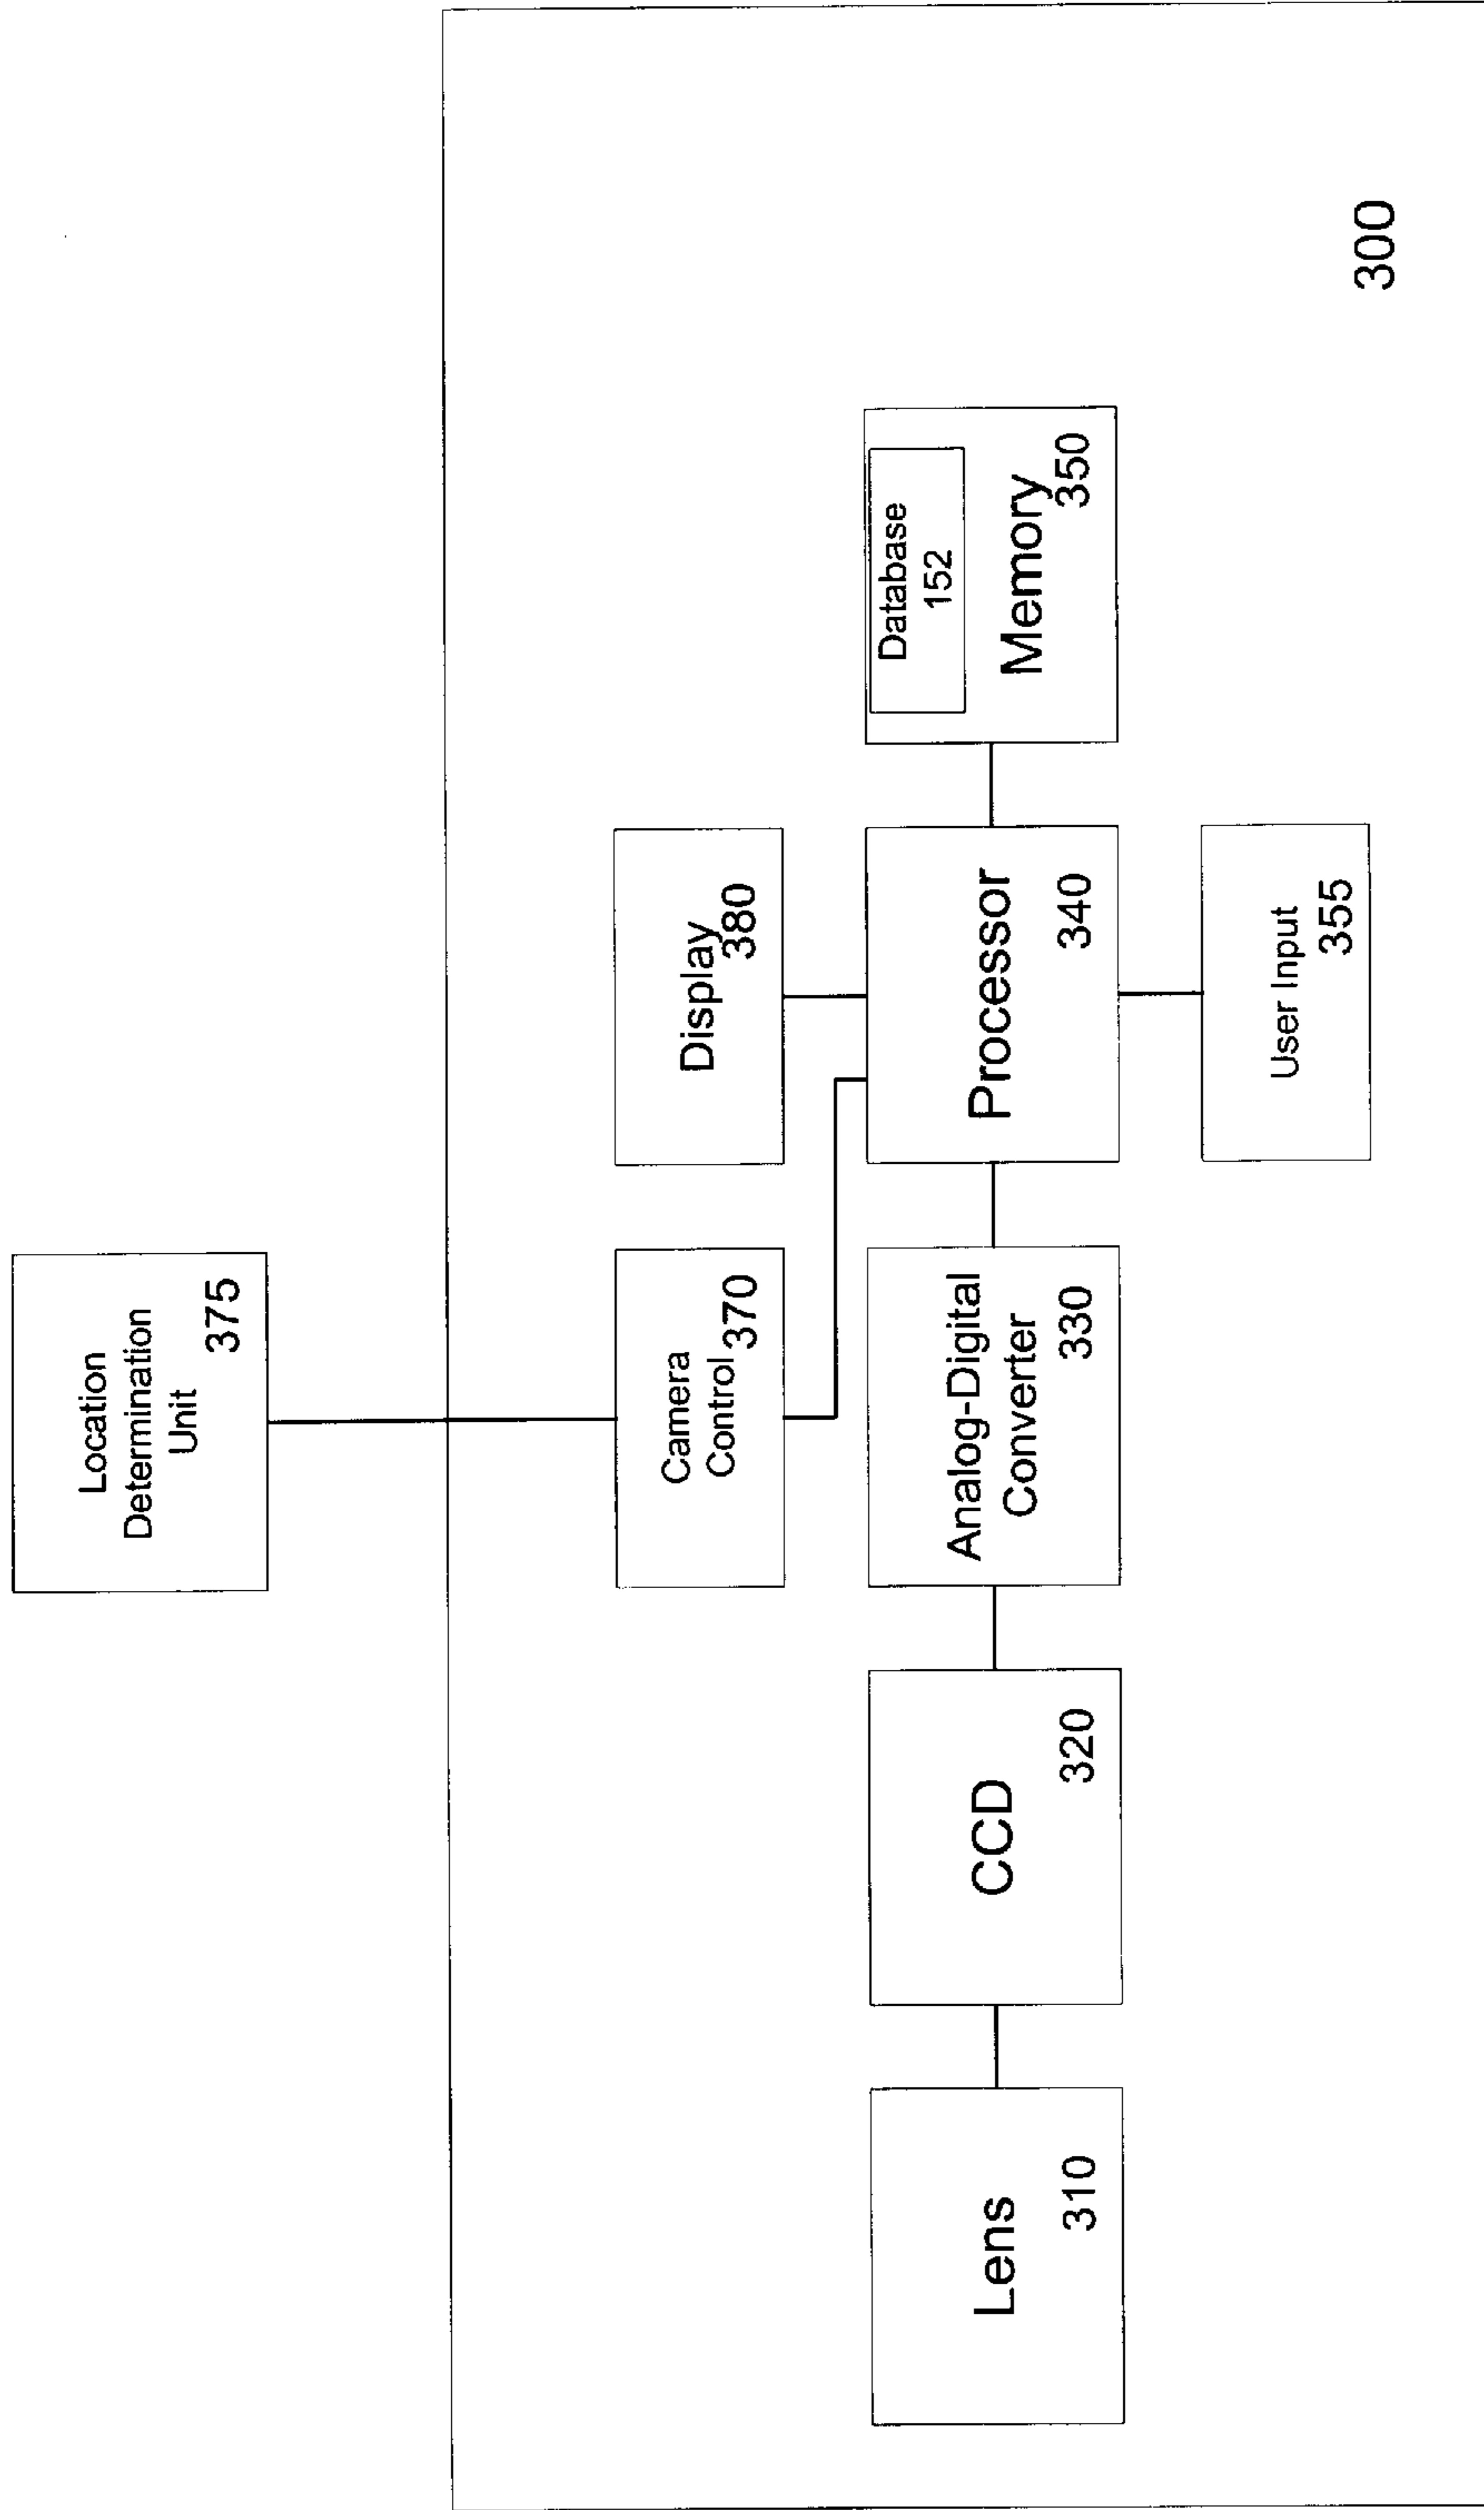 Location
Determination
Unit
375
Camera
Control 370
Display
380
Lens
310
CCD
320
Analog-Digital
Converter
330
Processor
340
Database
152
Memory
350
User Input
355
300